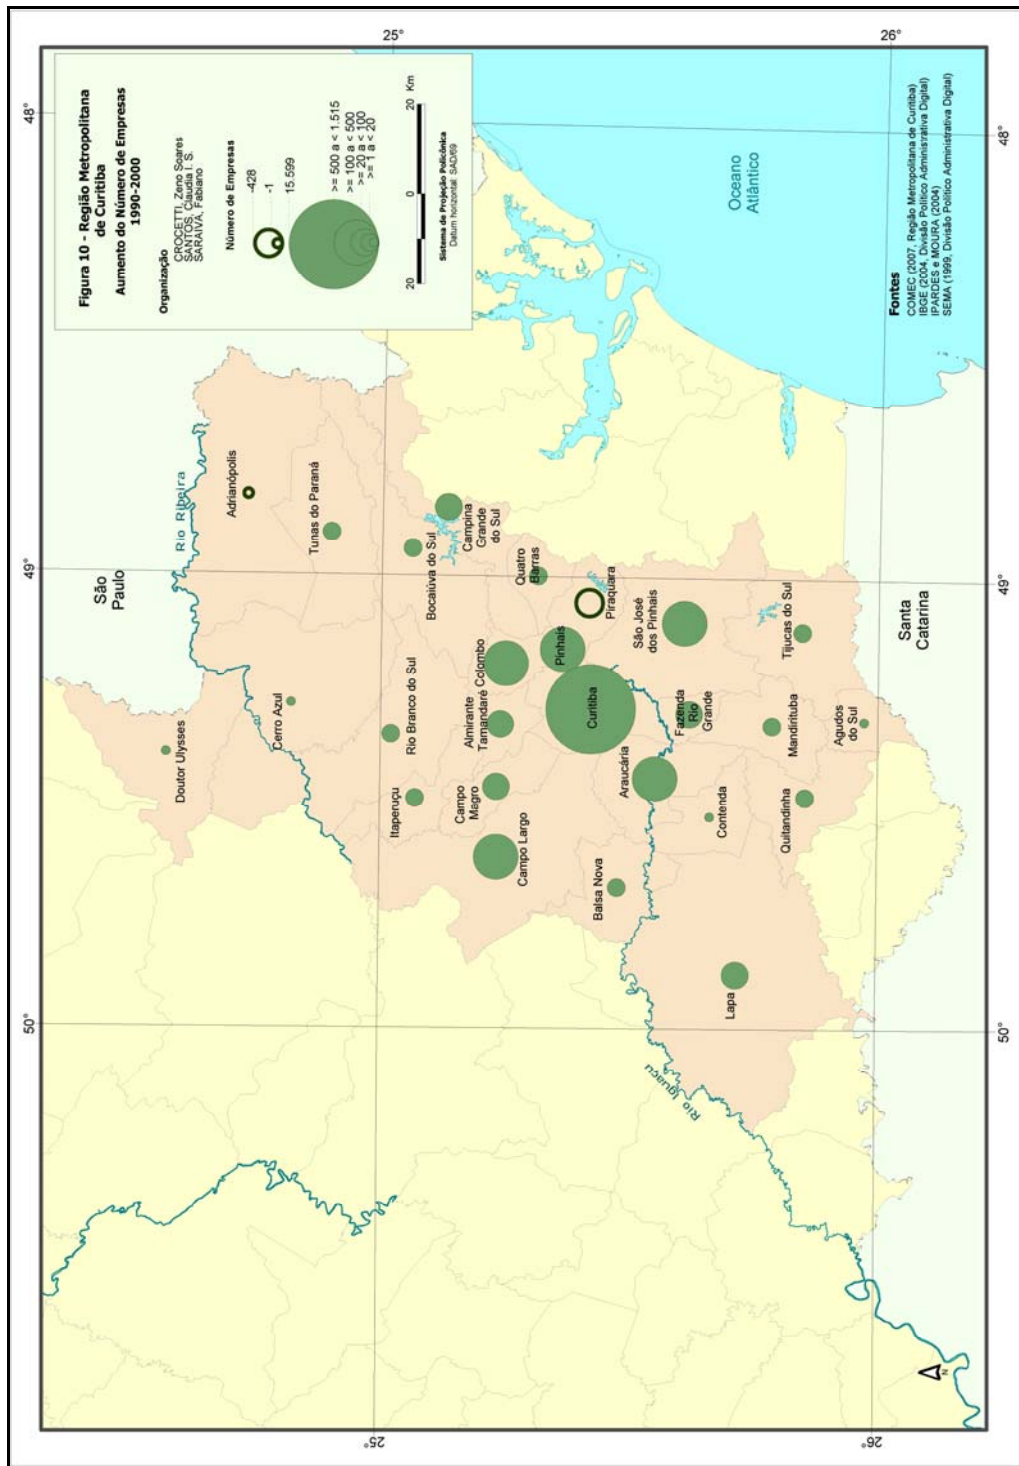 Figura 10 - Região Metropolitana
de Curitiba
Aumento do Número de Empresas
1990-2000
Organização
CROCETTI, Zeno Soares
SANTOS, Claudia I. S.
SARAIVA, Fabiano
Número de Empresas
-428
-1
15.599
>= 500 a < 1.515
>= 100 a < 500
>= 20 a < 100
>= 1 a < 20
20
0
20
Km
Sistema de Projeção Policônica
Datum horizontal: SAD/69
50°
49°
48°
25°
25°
26°
26°
50°
49°
48°
São
Paulo
Rio Ribeira
Adrianópolis
Tunas do Paraná
Doutor Ulysses
Cerro Azul
Bocaiúva do Sul
Rio Branco do Sul
Itaperuçu
Campina
Grande
do Sul
Almirante
Tamandaré
Colombo
Campo
Magro
Campo Largo
Quatro
Barras
Pinhais
Piraquara
Curitiba
Balsa Nova
Araucária
São José
dos Pinhais
Fazenda
Rio
Grande
Contenda
Lapa
Mandirituba
Tijucas do Sul
Quitandinha
Agudos
do Sul
Rio Iguaçu
Santa
Catarina
Oceano
Atlântico
N
Fontes
COMEC (2007, Região Metropolitana de Curitiba)
IBGE (2004, Divisão Político Administrativa Digital)
IPARDES e MOURA (2004)
SEMA (1999, Divisão Político Administrativa Digital)